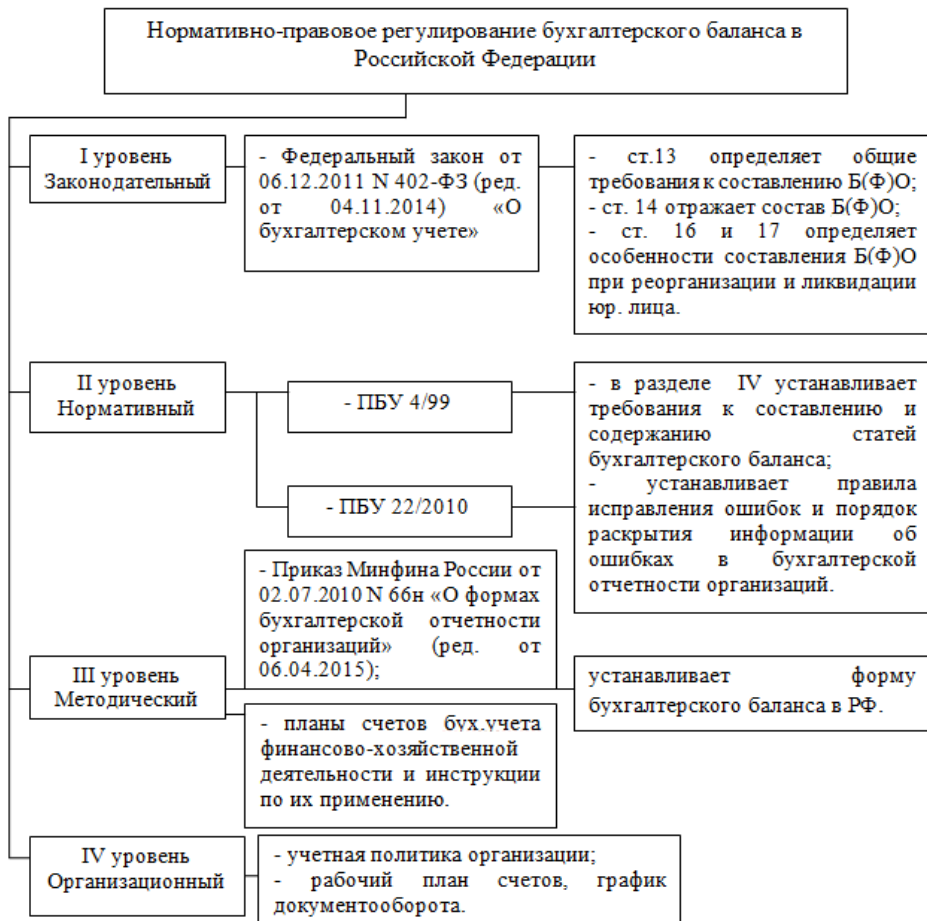 Нормативно-правовое регулирование бухгалтерского баланса в
Российской Федерации
I уровень
Законодательный
- Федеральный закон от
06.12.2011 N 402-ФЗ (ред.
от 04.11.2014) «О
бухгалтерском учете»
- ст.13 определяет общие
требования к составлению Б(Ф)О;
- ст. 14 отражает состав Б(Ф)О;
- ст. 16 и 17 определяет
особенности составления Б(Ф)О
при реорганизации и ликвидации
юр. лица.
II уровень
Нормативный
- ПБУ 4/99
- ПБУ 22/2010
- в разделе IV устанавливает
требования к составлению и
содержанию статей
бухгалтерского баланса;
- устанавливает правила
исправления ошибок и порядок
раскрытия информации об
ошибках в бухгалтерской
отчетности организаций.
III уровень
Методический
- Приказ Минфина России от
02.07.2010 N 66н «О формах
бухгалтерской отчетности
организаций» (ред. от
06.04.2015);
- планы счетов бух.учета
финансово-хозяйственной
деятельности и инструкции
по их применению.
устанавливает форму
бухгалтерского баланса в РФ.
IV уровень
Организационный
- учетная политика организации;
- рабочий план счетов, график
документооборота.